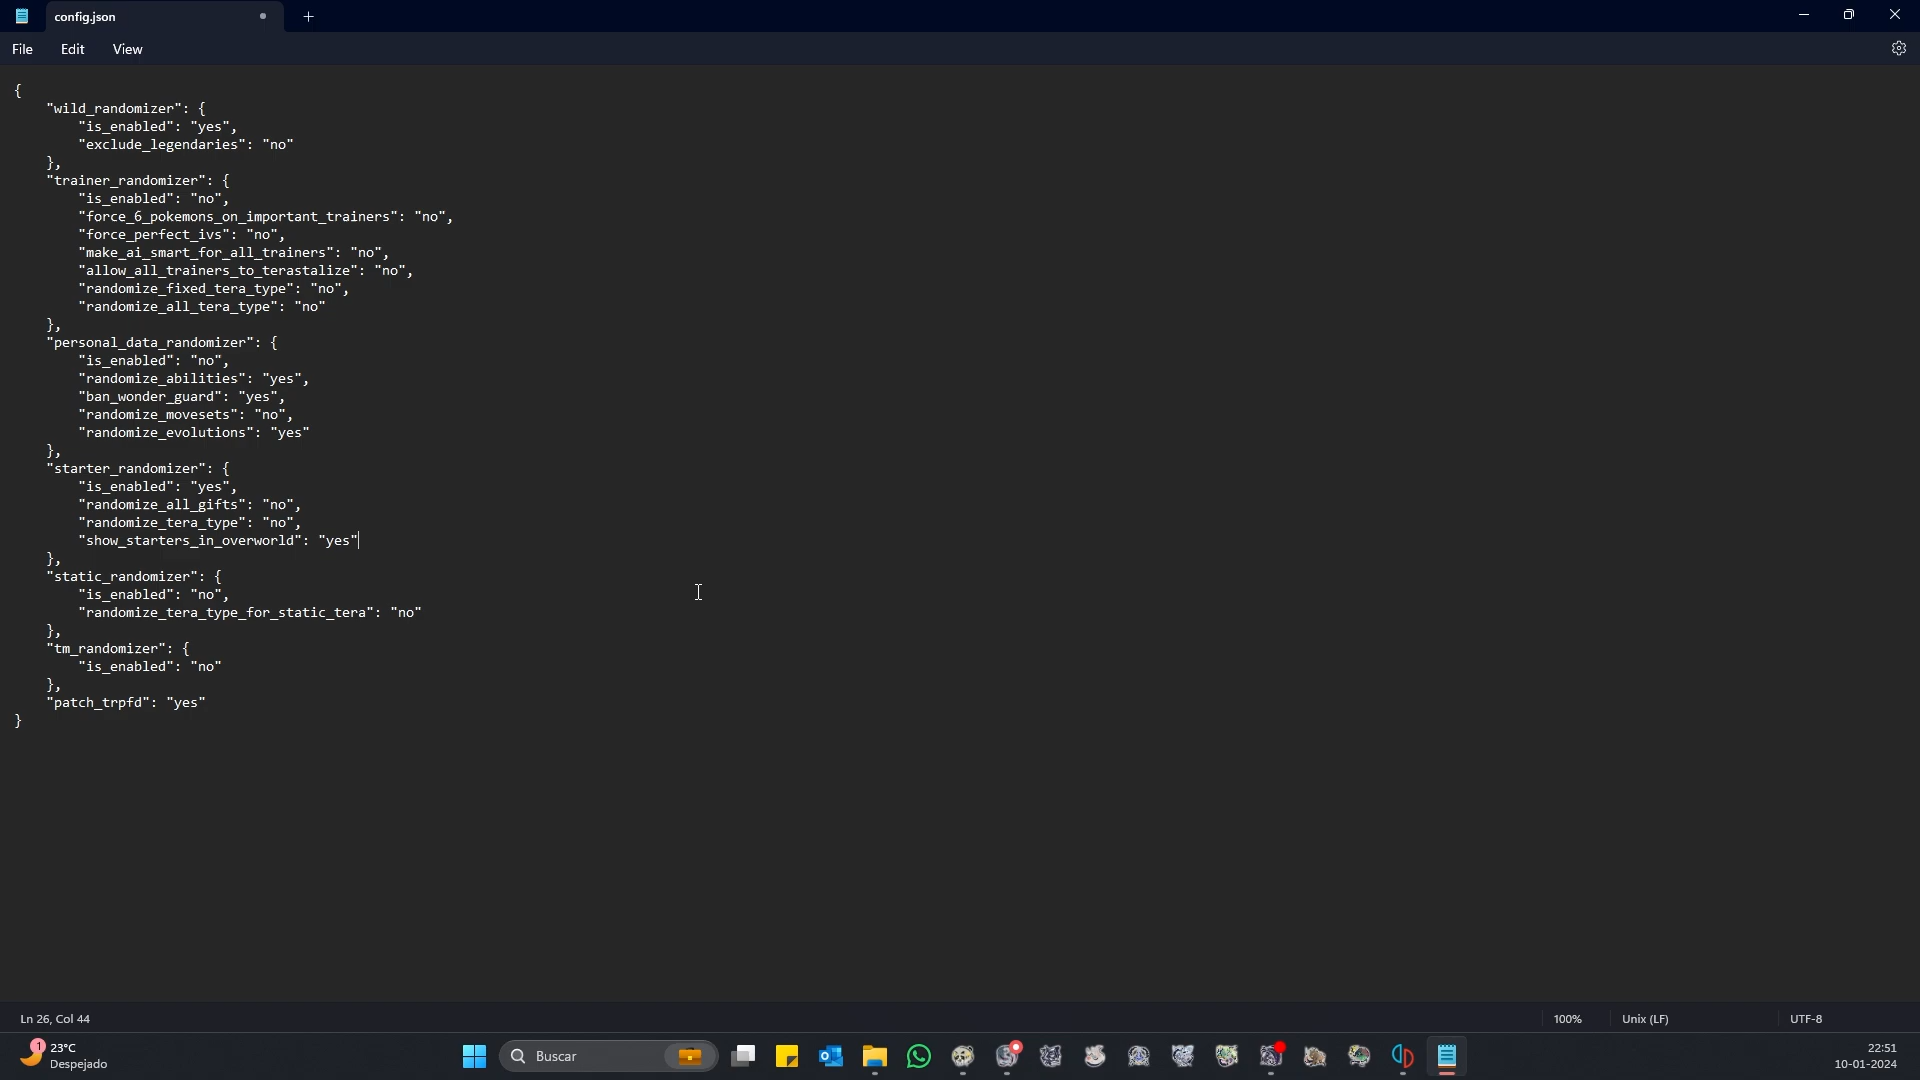 config.json
File Edit View
{
    "wild_randomizer": {
        "is_enabled": "yes",
        "exclude_legendaries": "no"
    },
    "trainer_randomizer": {
        "is_enabled": "no",
        "force_6_pokemons_on_important_trainers": "no",
        "force_perfect_ivs": "no",
        "make_ai_smart_for_all_trainers": "no",
        "allow_all_trainers_to_terastalize": "no",
        "randomize_fixed_tera_type": "no",
        "randomize_all_tera_type": "no"
    },
    "personal_data_randomizer": {
        "is_enabled": "no",
        "randomize_abilities": "yes",
        "ban_wonder_guard": "yes",
        "randomize_movesets": "no",
        "randomize_evolutions": "yes"
    },
    "starter_randomizer": {
        "is_enabled": "yes",
        "randomize_all_gifts": "no",
        "randomize_tera_type": "no",
        "show_starters_in_overworld": "yes"
    },
    "static_randomizer": {
        "is_enabled": "no",
        "randomize_tera_type_for_static_tera": "no"
    },
    "tm_randomizer": {
        "is_enabled": "no"
    },
    "patch_trpfd": "yes"
}
Ln 26, Col 44 100% Unix (LF) UTF-8
1 23°C
Despejado
Buscar
22:51
10-01-2024